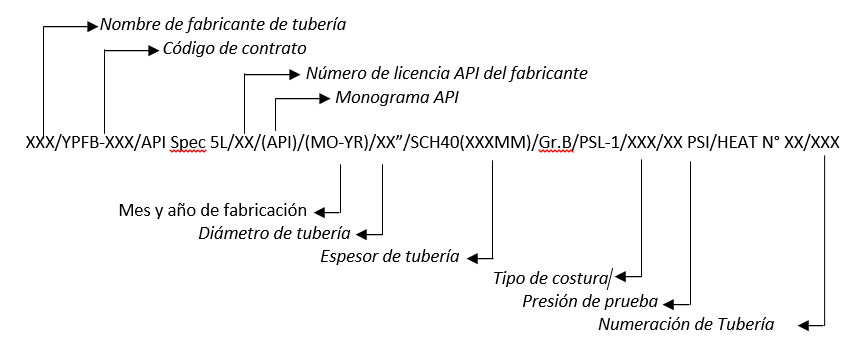 Nombre de fabricante de tubería
Código de contrato
Número de licencia API del fabricante
Monograma API
XXX/YPFB-XXX/API Spec 5L/XX/(API)/(MO-YR)/XX”/SCH40(XXXMM)/Gr.B/PSL-1/XXX/XX PSI/HEAT N° XX/XXX
Mes y año de fabricación
Diámetro de tubería
Espesor de tubería
Tipo de costura/
Presión de prueba
Numeración de Tubería